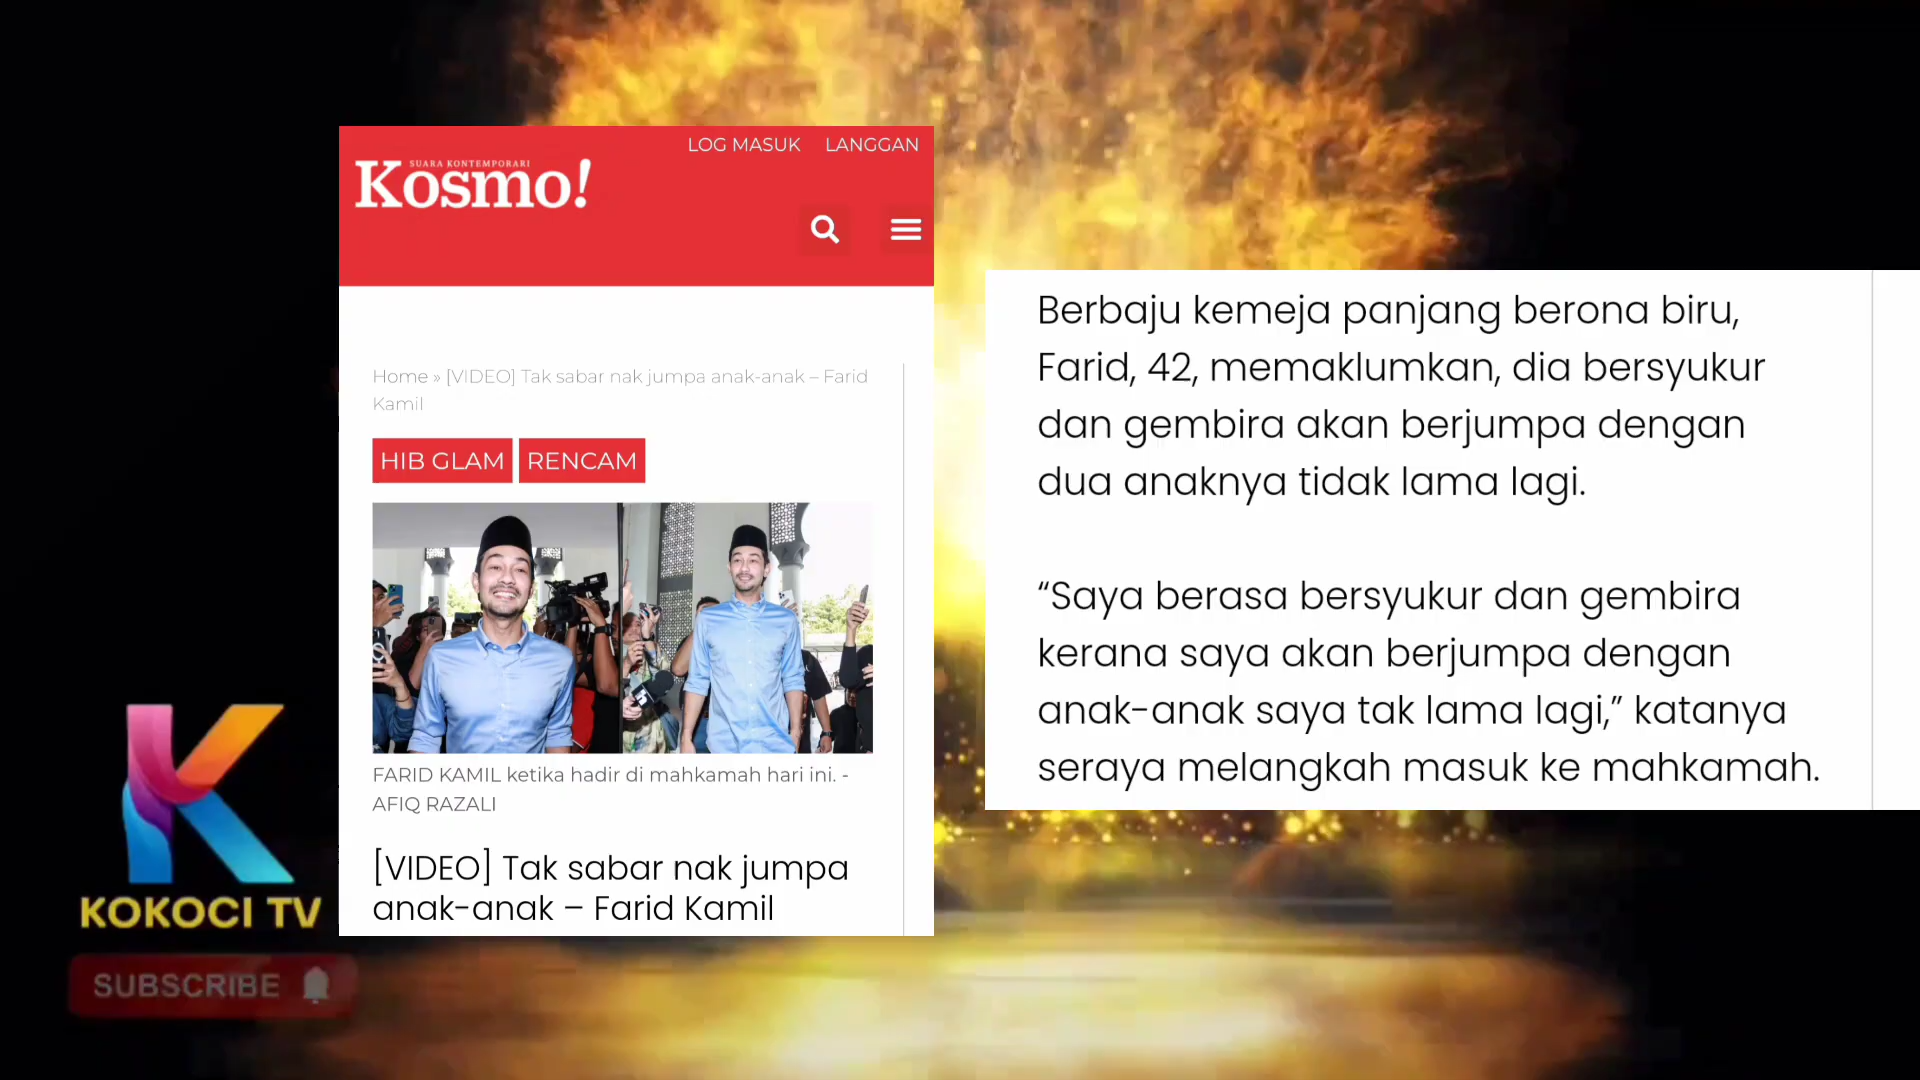 LOG MASUK LANGGAN
SUARA KONTEMPORARI
Kosmo!
Home » [VIDEO] Tak sabar nak jumpa anak-anak – Farid
Kamil
HIB GLAM RENCAM
FARID KAMIL ketika hadir di mahkamah hari ini. -
AFIQ RAZALI
[VIDEO] Tak sabar nak jumpa
anak-anak – Farid Kamil
Berbaju kemeja panjang berona biru,
Farid, 42, memaklumkan, dia bersyukur
dan gembira akan berjumpa dengan
dua anaknya tidak lama lagi.
“Saya berasa bersyukur dan gembira
kerana saya akan berjumpa dengan
anak-anak saya tak lama lagi,” katanya
seraya melangkah masuk ke mahkamah.
K
KOKOCI TV
SUBSCRIBE